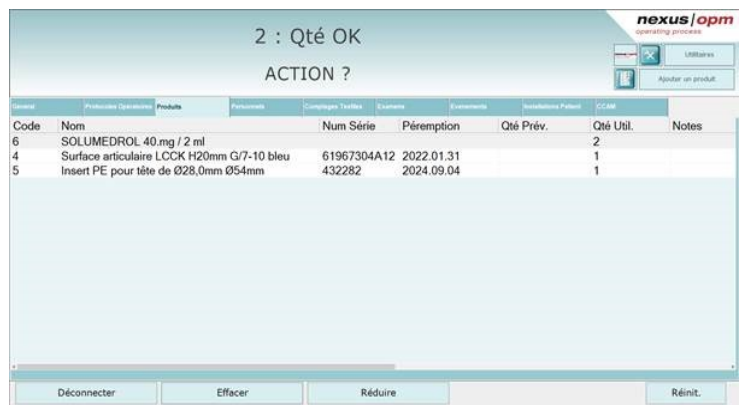 nexus|opm
operating process
2 : Qté OK
ACTION ?
Utilitaires
Ajouter un produit
Général Protocoles Opératoires Produits Personnels Comptages Textiles Examens Evenements Installations Patient CCAM
Code Nom Num Série Péremption Qté Prév. Qté Util. Notes
6 SOLUMEDROL 40.mg / 2 ml 2
4 Surface articulaire LCCK H20mm G/7-10 bleu 61967304A12 2022.01.31 1
5 Insert PE pour tête de Ø28,0mm Ø54mm 432282 2024.09.04 1
Déconnecter Effacer Réduire Réinit.